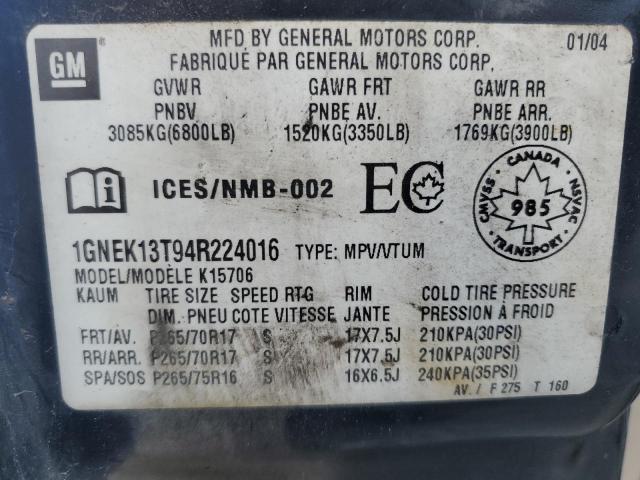 GM
MFD BY GENERAL MOTORS CORP. 01/04
FABRIQUÉ PAR GENERAL MOTORS CORP.
GVWR GAWR FRT GAWR RR
PNBV PNBE AV. PNBE ARR.
3085KG(6800LB) 1520KG(3350LB) 1769KG(3900LB)
i ICES/NMB-002 EC
CANADA
CMVSS 985 NSVAC
TRANSPORT
1GNEK13T94R224016 TYPE: MPV/VTUM
MODEL/MODÈLE K15706
KAUM TIRE SIZE SPEED RTG RIM COLD TIRE PRESSURE
DIM. PNEU COTE VITESSE JANTE PRESSION À FROID
FRT/AV. P265/70R17 S 17X7.5J 210KPA(30PSI)
RR/ARR. P265/70R17 S 17X7.5J 210KPA(30PSI)
SPA/SOS P265/75R16 S 16X6.5J 240KPA(35PSI)
AV. / F 275 T 160